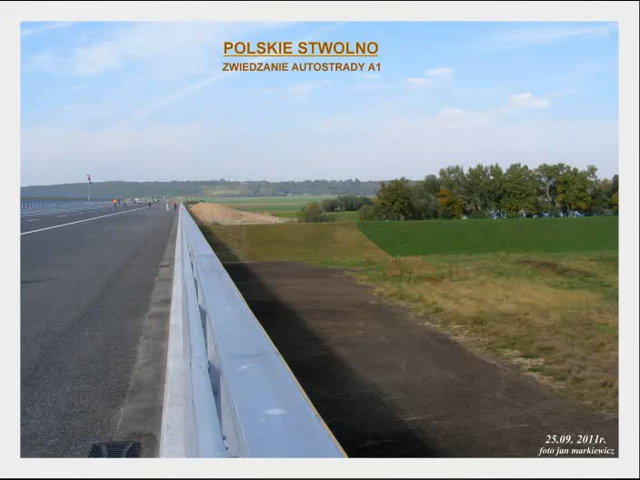 POLSKIE STWOLNO
ZWIEDZANIE AUTOSTRADY A1
25.09. 2011r.
foto jan markiewicz